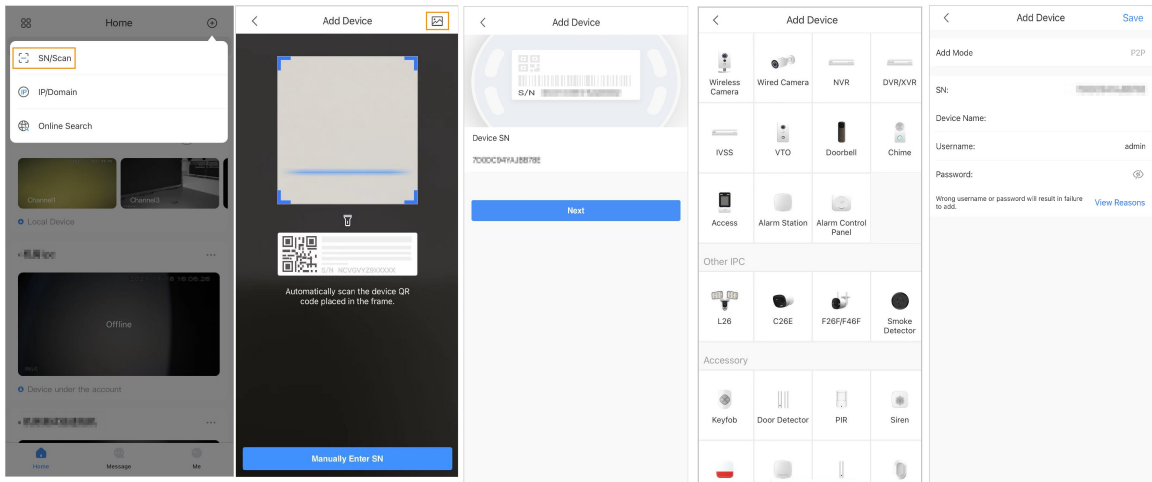 Home
SN/Scan
IP/Domain
Online Search
Channel1
Channel3
Local Device
ipc
Offline
Device under the account
Home
Message
Me
Add Device
S/N NCVGVYZBXXXXX
Automatically scan the device QR
code placed in the frame.
Manually Enter SN
Add Device
S/N
Device SN
Next
Add Device
Wireless
Camera
Wired Camera
NVR
DVR/XVR
IVSS
VTO
Doorbell
Chime
Access
Alarm Station
Alarm Control
Panel
Other IPC
L26
C26E
F26F/F46F
Smoke
Detector
Accessory
Keyfob
Door Detector
PIR
Siren
Add Device
Save
Add Mode
P2P
SN:
Device Name:
Username:
admin
Password:
Wrong username or password will result in failure
to add.
View Reasons